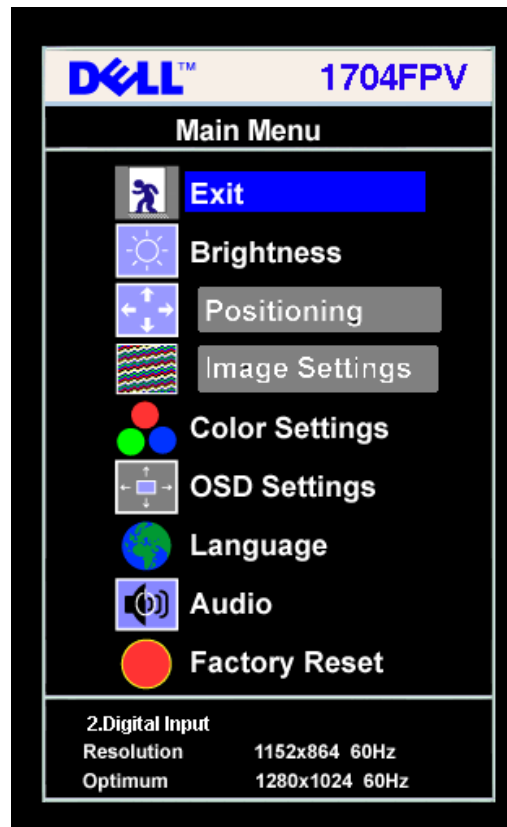 DELL™ 1704FPV
Main Menu
Exit
Brightness
Positioning
Image Settings
Color Settings
OSD Settings
Language
Audio
Factory Reset
2.Digital Input
Resolution 1152x864 60Hz
Optimum 1280x1024 60Hz